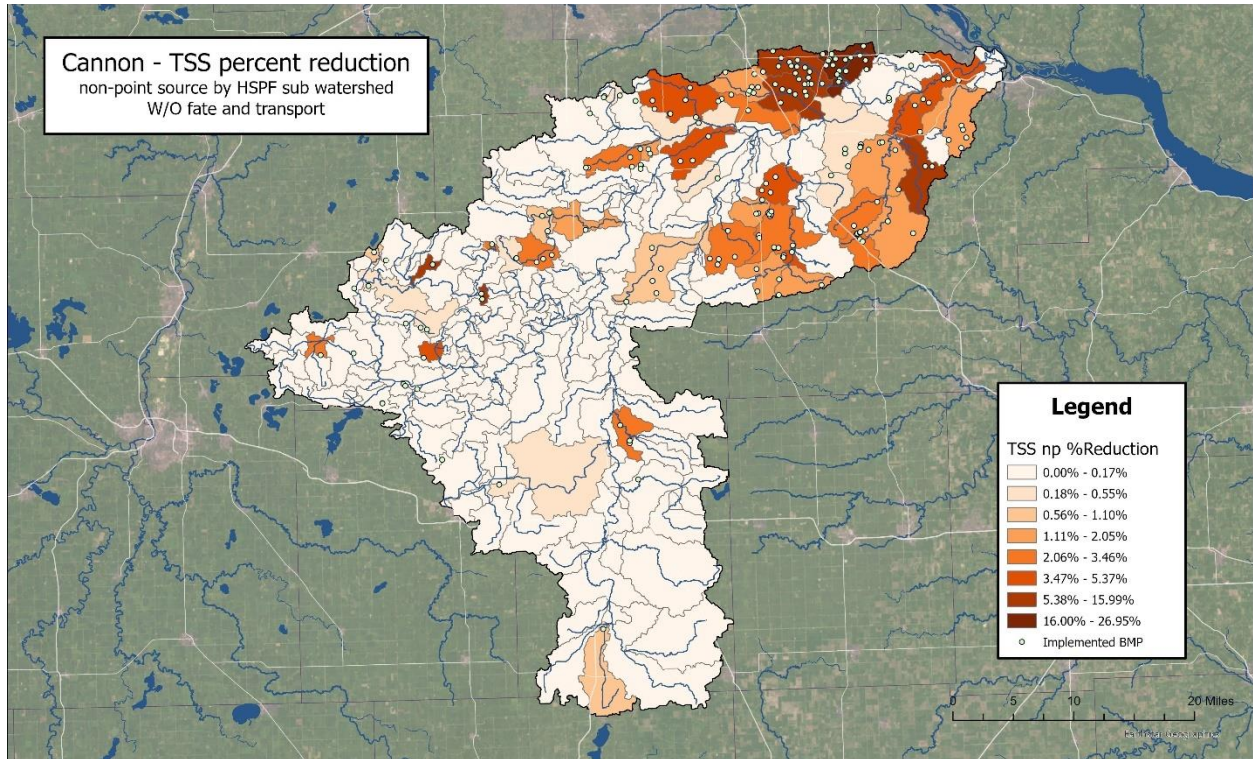 Cannon - TSS percent reduction
non-point source by HSPF sub watershed
W/O fate and transport
Legend
TSS np %Reduction
0.00% - 0.17%
0.18% - 0.55%
0.56% - 1.10%
1.11% - 2.05%
2.06% - 3.46%
3.47% - 5.37%
5.38% - 15.99%
16.00% - 26.95%
Implemented BMP
0 5 10 20 Miles
Earthstar Geographics